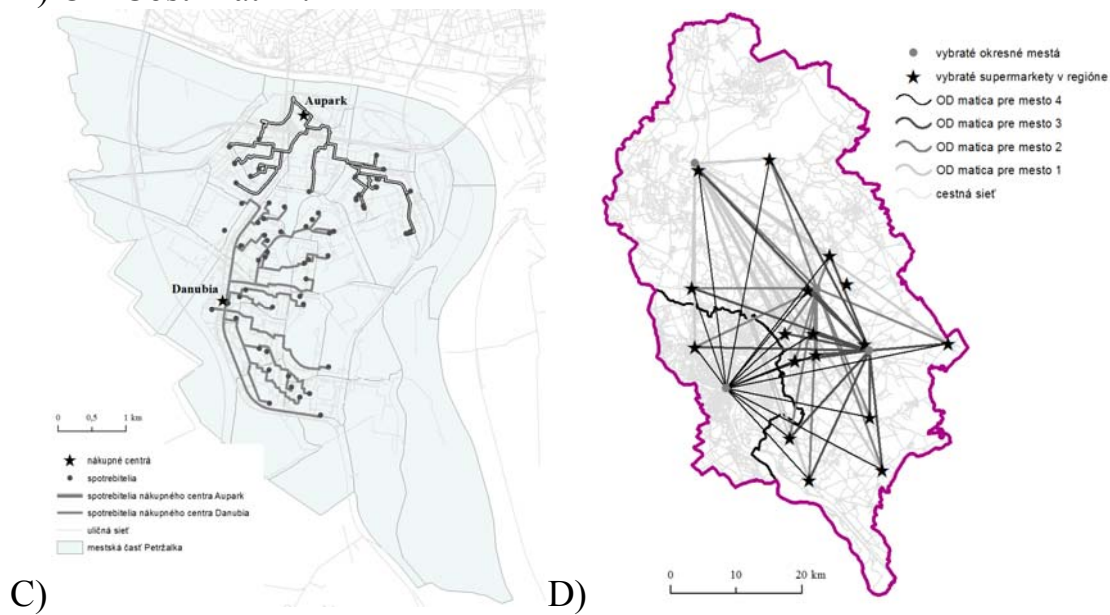 Aupark
Danubia
0 0,5 1 km
nákupné centrá
spotrebitelia
spotrebitelia nákupného centra Aupark
spotrebitelia nákupného centra Danubia
uličná sieť
mestská časť Petržalka
C)
vybraté okresné mestá
vybraté supermarkety v regióne
OD matica pre mesto 4
OD matica pre mesto 3
OD matica pre mesto 2
OD matica pre mesto 1
cestná sieť
0 10 20 km
D)